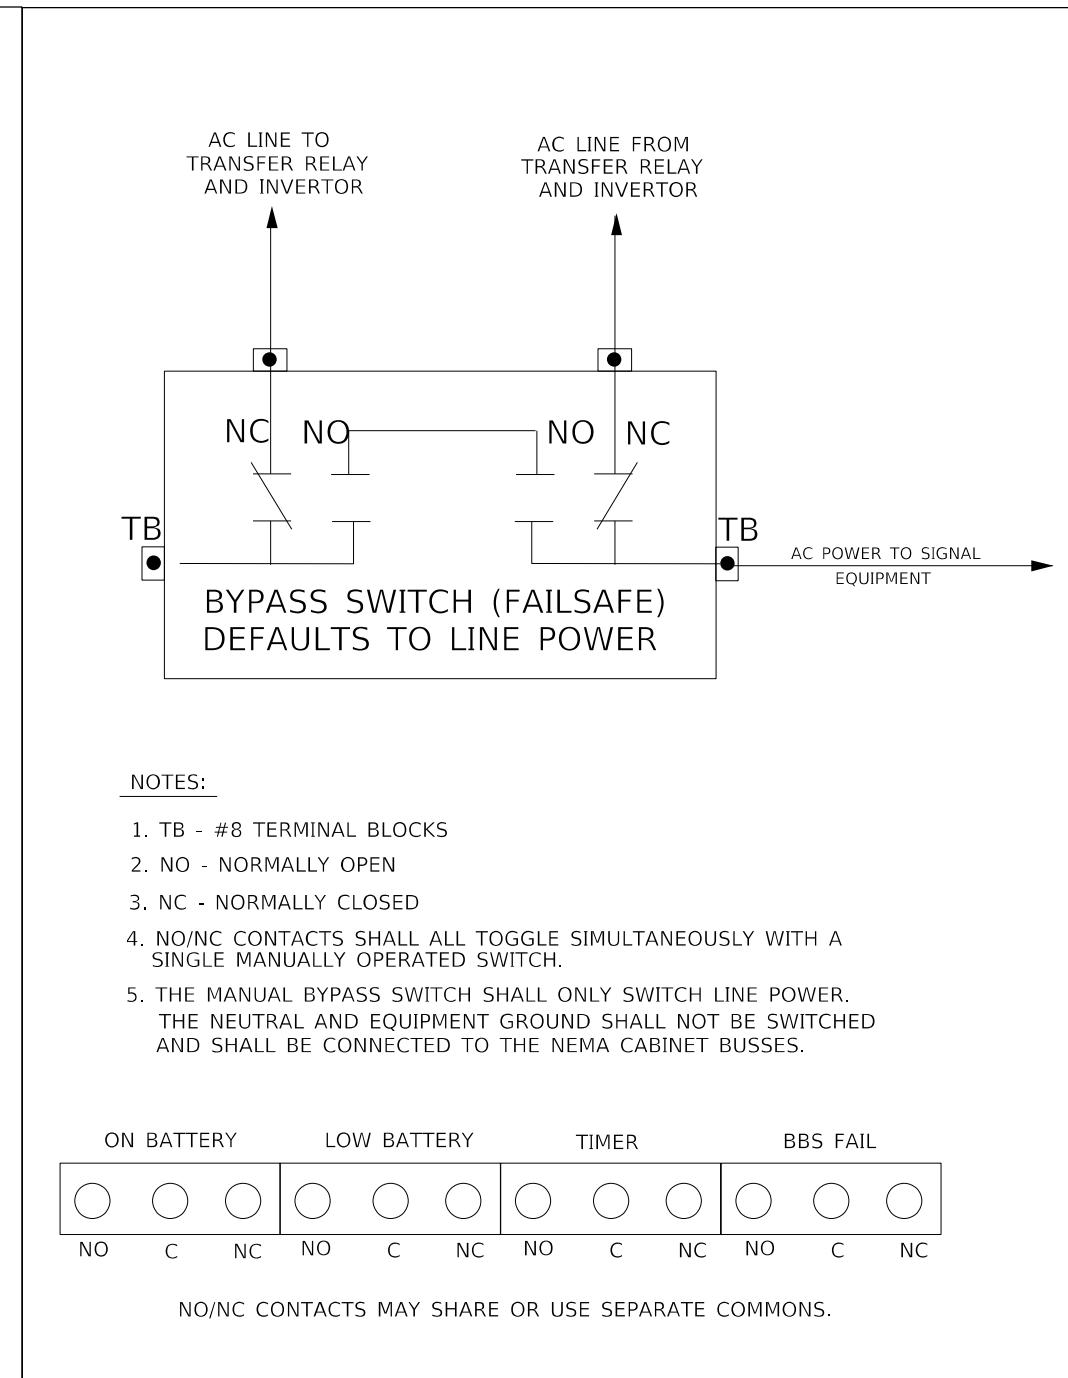 AC LINE TO
TRANSFER RELAY
AND INVERTOR
AC LINE FROM
TRANSFER RELAY
AND INVERTOR
NC NO NO NC
TB TB
AC POWER TO SIGNAL
EQUIPMENT
BYPASS SWITCH (FAILSAFE)
DEFAULTS TO LINE POWER
NOTES:
1. TB - #8 TERMINAL BLOCKS
2. NO - NORMALLY OPEN
3. NC - NORMALLY CLOSED
4. NO/NC CONTACTS SHALL ALL TOGGLE SIMULTANEOUSLY WITH A
SINGLE MANUALLY OPERATED SWITCH.
5. THE MANUAL BYPASS SWITCH SHALL ONLY SWITCH LINE POWER.
THE NEUTRAL AND EQUIPMENT GROUND SHALL NOT BE SWITCHED
AND SHALL BE CONNECTED TO THE NEMA CABINET BUSSES.
ON BATTERY LOW BATTERY TIMER BBS FAIL
NO C NC NO C NC NO C NC NO C NC
NO/NC CONTACTS MAY SHARE OR USE SEPARATE COMMONS.